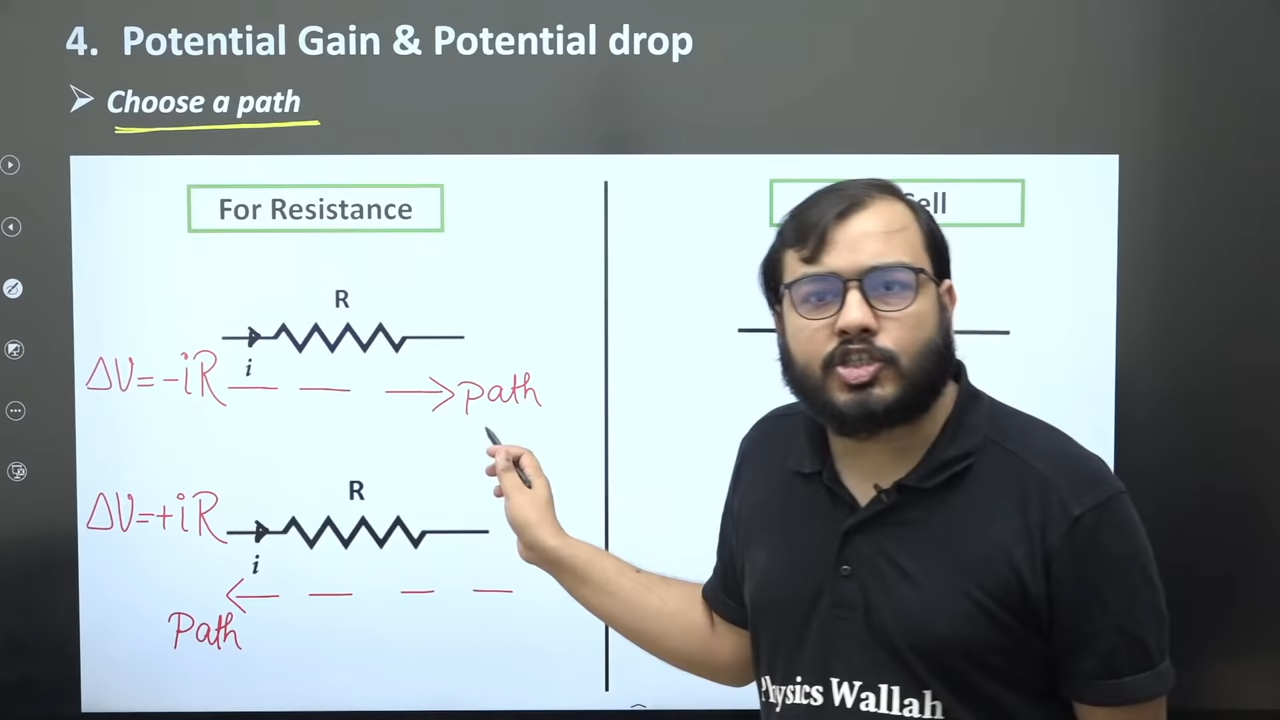 4. Potential Gain & Potential drop
Choose a path
For Resistance
R
i
ΔV=-iR
path
R
ΔV=+iR
i
Path
Physics Wallah